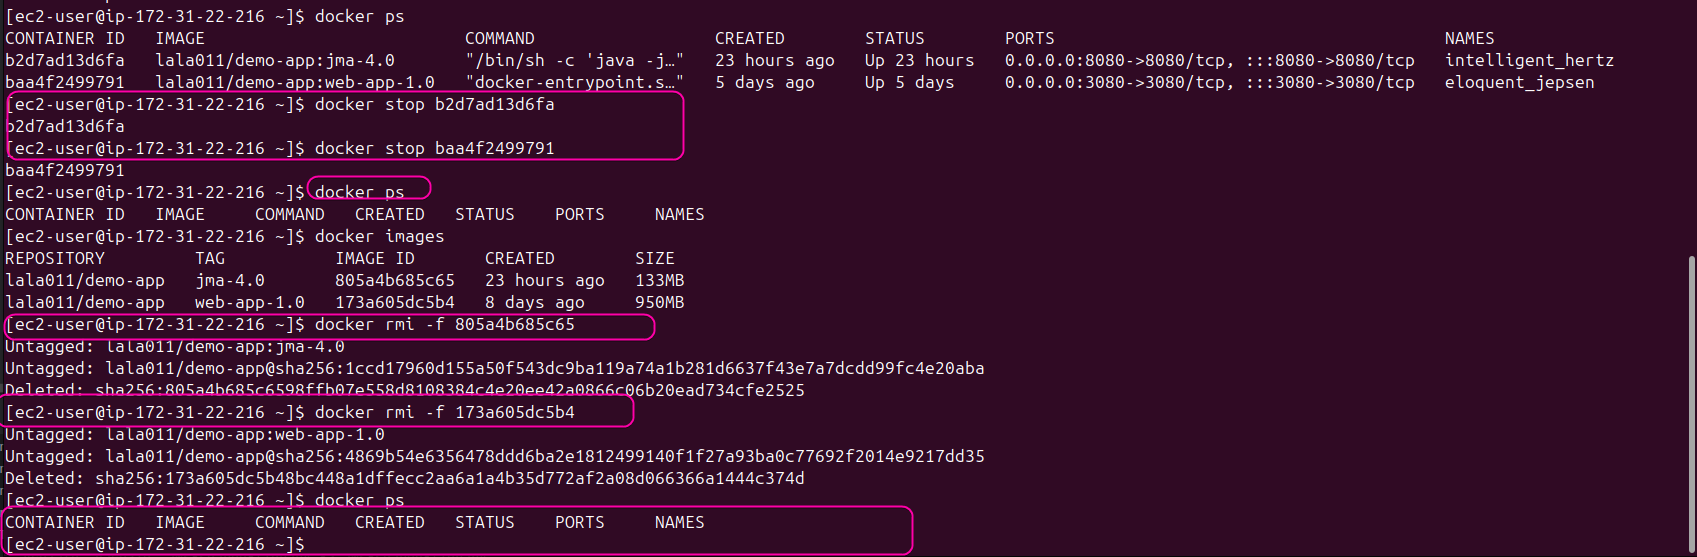 [ec2-user@ip-172-31-22-216 ~]$ docker ps
CONTAINER ID   IMAGE                          COMMAND                  CREATED        STATUS        PORTS                                       NAMES
b2d7ad13d6fa   lala011/demo-app:jma-4.0       "/bin/sh -c 'java -j…"   23 hours ago   Up 23 hours   0.0.0.0:8080->8080/tcp, :::8080->8080/tcp   intelligent_hertz
baa4f2499791   lala011/demo-app:web-app-1.0   "docker-entrypoint.s…"   5 days ago     Up 5 days     0.0.0.0:3080->3080/tcp, :::3080->3080/tcp   eloquent_jepsen
[ec2-user@ip-172-31-22-216 ~]$ docker stop b2d7ad13d6fa
b2d7ad13d6fa
[ec2-user@ip-172-31-22-216 ~]$ docker stop baa4f2499791
baa4f2499791
[ec2-user@ip-172-31-22-216 ~]$ docker ps
CONTAINER ID   IMAGE     COMMAND   CREATED   STATUS    PORTS     NAMES
[ec2-user@ip-172-31-22-216 ~]$ docker images
REPOSITORY         TAG           IMAGE ID       CREATED        SIZE
lala011/demo-app   jma-4.0       805a4b685c65   23 hours ago   133MB
lala011/demo-app   web-app-1.0   173a605dc5b4   8 days ago     950MB
[ec2-user@ip-172-31-22-216 ~]$ docker rmi -f 805a4b685c65
Untagged: lala011/demo-app:jma-4.0
Untagged: lala011/demo-app@sha256:1ccd17960d155a50f543dc9ba119a74a1b281d6637f43e7a7dcdd99fc4e20aba
Deleted: sha256:805a4b685c6598ffb07e558d8108384c4e20ee42a0866c06b20ead734cfe2525
[ec2-user@ip-172-31-22-216 ~]$ docker rmi -f 173a605dc5b4
Untagged: lala011/demo-app:web-app-1.0
Untagged: lala011/demo-app@sha256:4869b54e6356478ddd6ba2e1812499140f1f27a93ba0c77692f2014e9217dd35
Deleted: sha256:173a605dc5b48bc448a1dffecc2aa6a1a4b35d772af2a08d066366a1444c374d
[ec2-user@ip-172-31-22-216 ~]$ docker ps
CONTAINER ID   IMAGE     COMMAND   CREATED   STATUS    PORTS     NAMES
[ec2-user@ip-172-31-22-216 ~]$